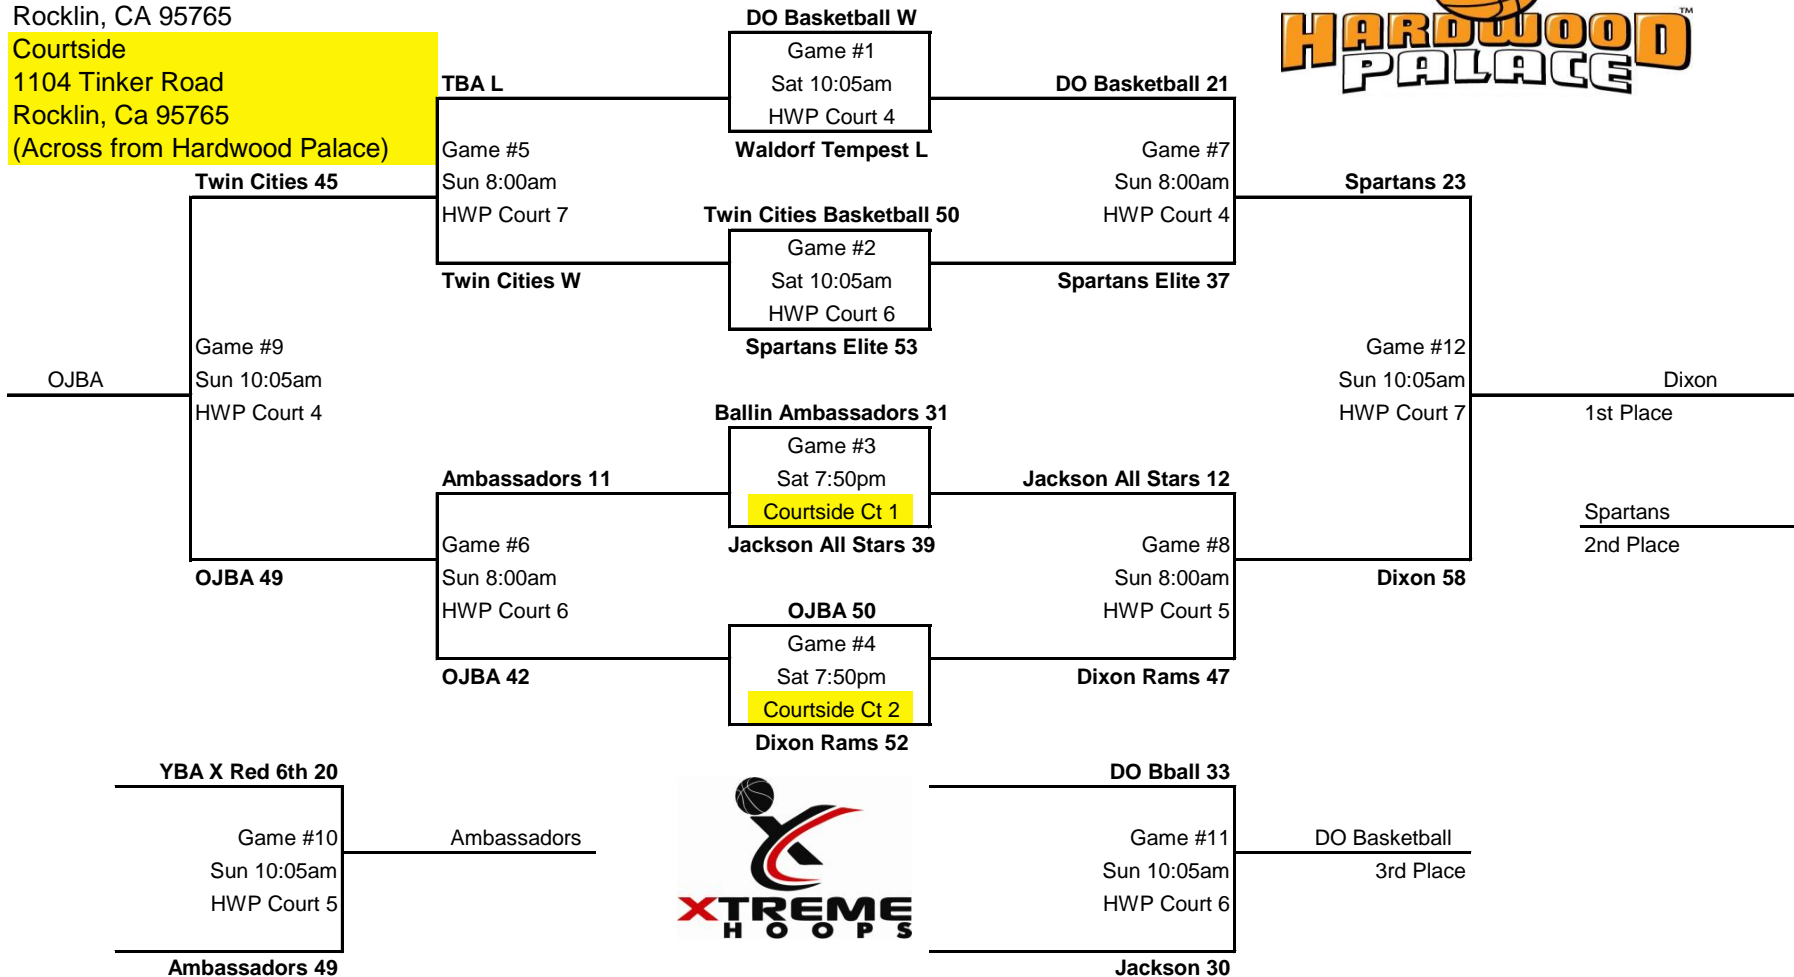 Rocklin, CA 95765
DO Basketball W
HARDWOOD PALACE™
Courtside
Game #1
1104 Tinker Road
TBA L
Sat 10:05am
DO Basketball 21
Rocklin, Ca 95765
HWP Court 4
(Across from Hardwood Palace)
Game #5
Waldorf Tempest L
Game #7
Twin Cities 45
Sun 8:00am
Sun 8:00am
Spartans 23
HWP Court 7
Twin Cities Basketball 50
HWP Court 4
Game #2
Twin Cities W
Sat 10:05am
Spartans Elite 37
HWP Court 6
Game #9
Spartans Elite 53
Game #12
OJBA
Sun 10:05am
Sun 10:05am
Dixon
HWP Court 4
Ballin Ambassadors 31
HWP Court 7
1st Place
Game #3
Ambassadors 11
Sat 7:50pm
Jackson All Stars 12
Courtside Ct 1
Spartans
Game #6
Jackson All Stars 39
Game #8
2nd Place
OJBA 49
Sun 8:00am
Sun 8:00am
Dixon 58
HWP Court 6
OJBA 50
HWP Court 5
Game #4
OJBA 42
Sat 7:50pm
Dixon Rams 47
Courtside Ct 2
Dixon Rams 52
YBA X Red 6th 20
DO Bball 33
Game #10
Ambassadors
Game #11
DO Basketball
Sun 10:05am
Sun 10:05am
3rd Place
HWP Court 5
XTREME
HOOPS
HWP Court 6
Ambassadors 49
Jackson 30